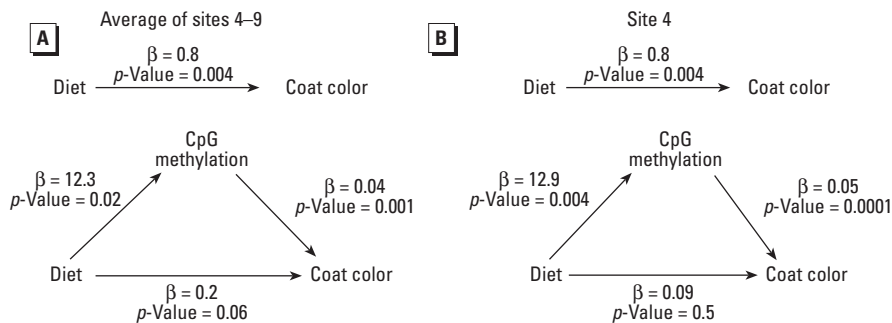 A
Average of sites 4–9
β = 0.8
p-Value = 0.004
Diet
Coat color
CpG
methylation
β = 12.3
p-Value = 0.02
β = 0.04
p-Value = 0.001
Diet
Coat color
β = 0.2
p-Value = 0.06
B
Site 4
β = 0.8
p-Value = 0.004
Diet
Coat color
CpG
methylation
β = 12.9
p-Value = 0.004
β = 0.05
p-Value = 0.0001
Diet
Coat color
β = 0.09
p-Value = 0.5